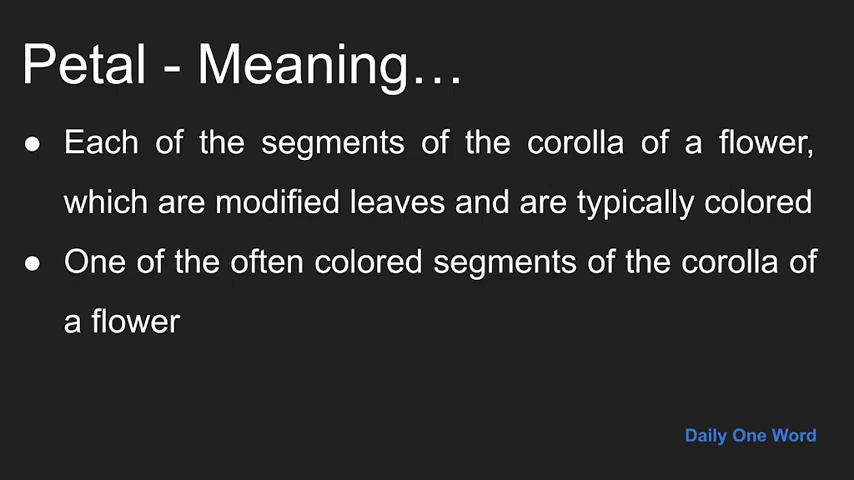 Petal - Meaning…
● Each of the segments of the corolla of a flower,
which are modified leaves and are typically colored
● One of the often colored segments of the corolla of
a flower
Daily One Word